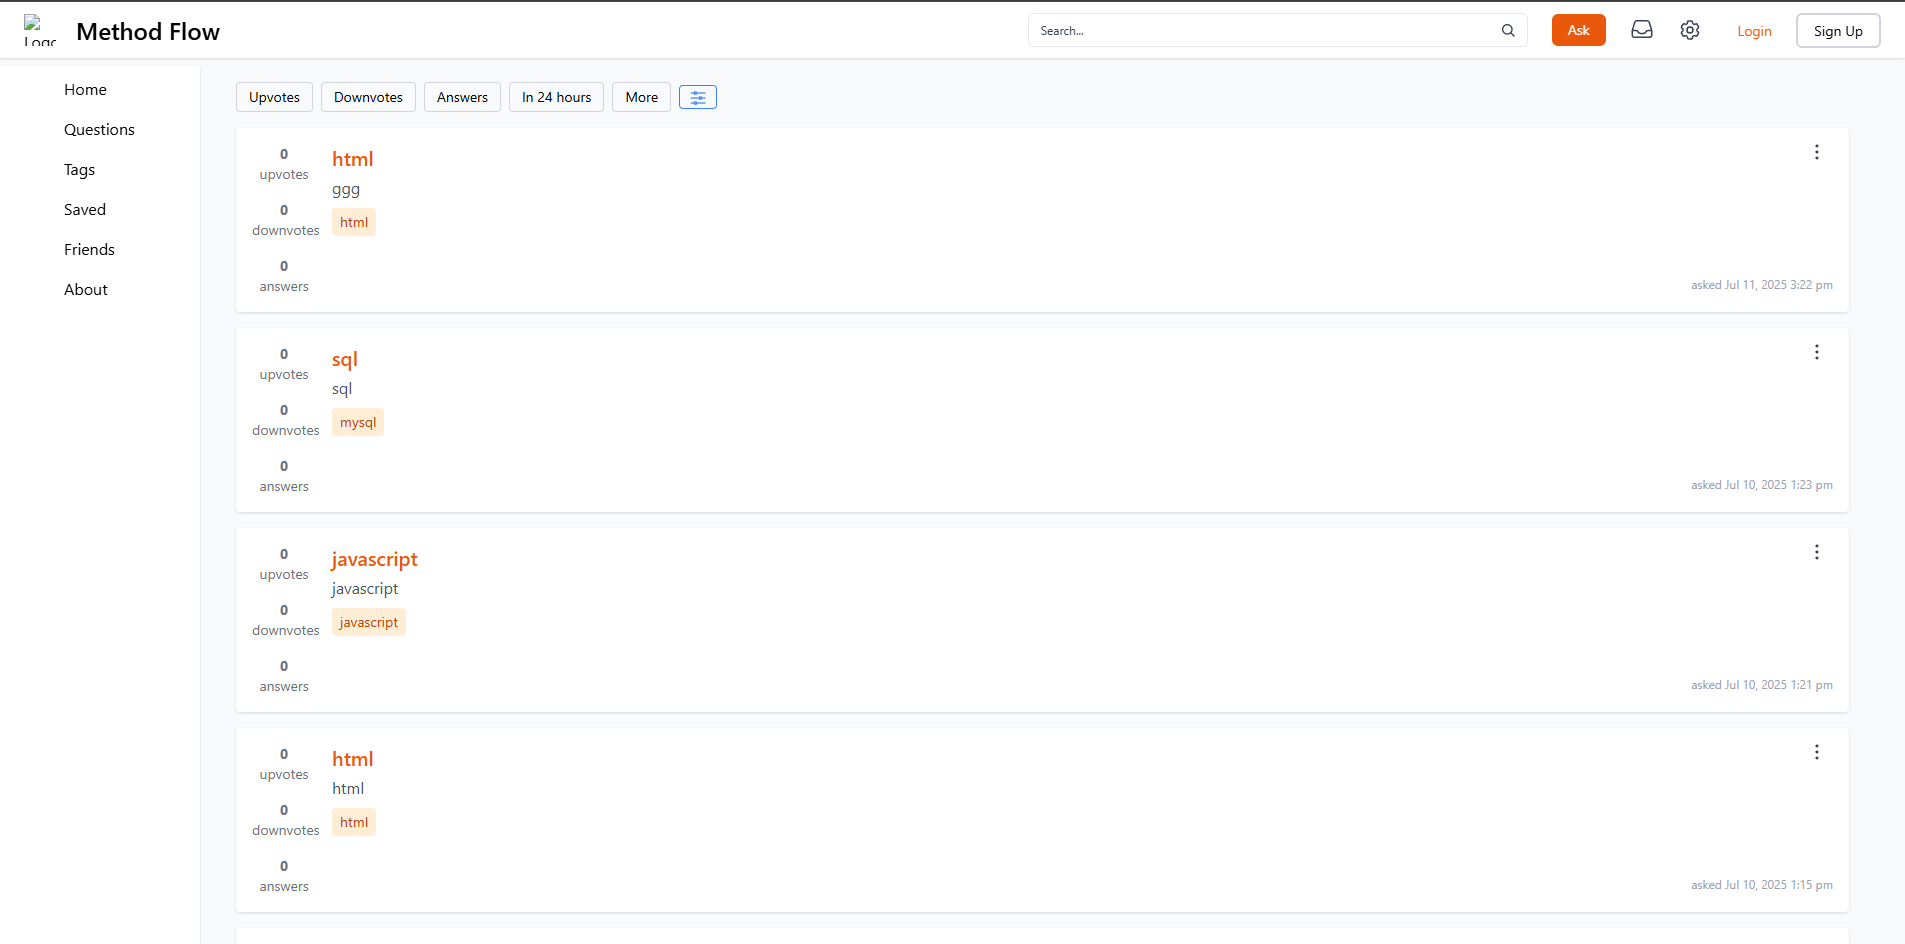 Logo Method Flow Search... Ask Login Sign Up
Home
Questions
Tags
Saved
Friends
About
Upvotes Downvotes Answers In 24 hours More
0
upvotes
0
downvotes
0
answers
html
ggg
html
asked Jul 11, 2025 3:22 pm
0
upvotes
0
downvotes
0
answers
sql
sql
mysql
asked Jul 10, 2025 1:23 pm
0
upvotes
0
downvotes
0
answers
javascript
javascript
javascript
asked Jul 10, 2025 1:21 pm
0
upvotes
0
downvotes
0
answers
html
html
html
asked Jul 10, 2025 1:15 pm